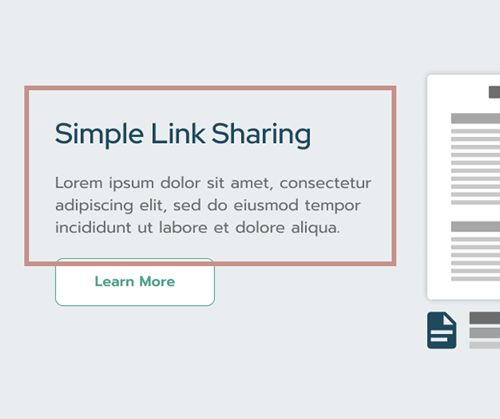 Simple Link Sharing
Lorem ipsum dolor sit amet, consectetur
adipiscing elit, sed do eiusmod tempor
incididunt ut labore et dolore aliqua.
Learn More